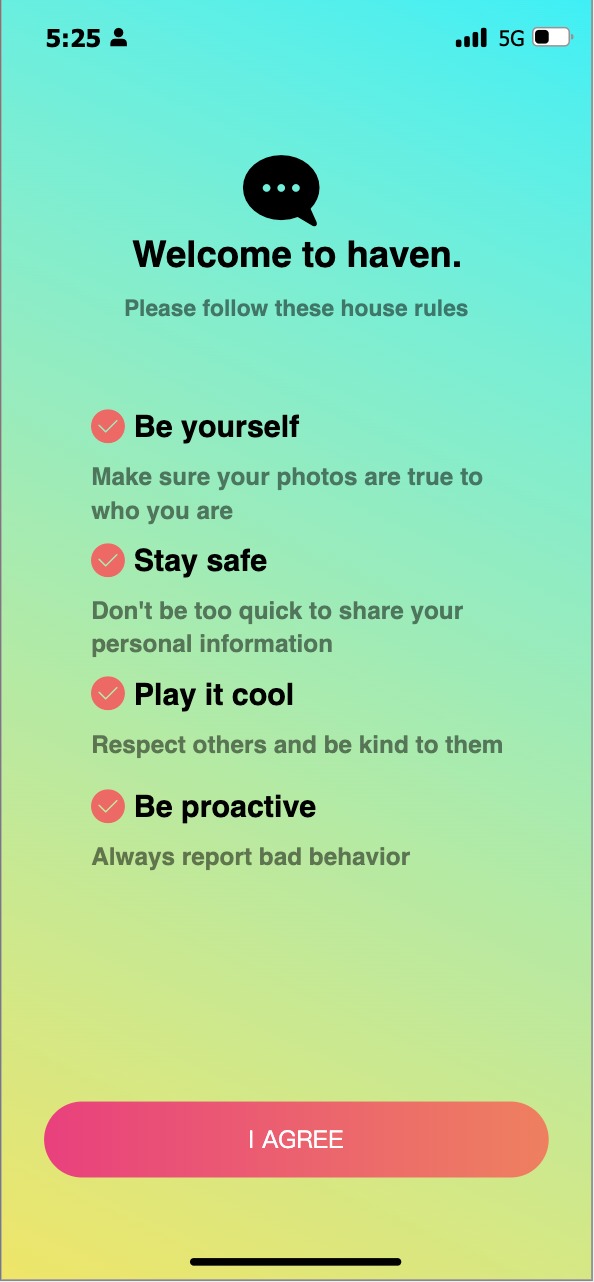 5:25
5G
Welcome to haven.
Please follow these house rules
Be yourself
Make sure your photos are true to
who you are
Stay safe
Don't be too quick to share your
personal information
Play it cool
Respect others and be kind to them
Be proactive
Always report bad behavior
I AGREE